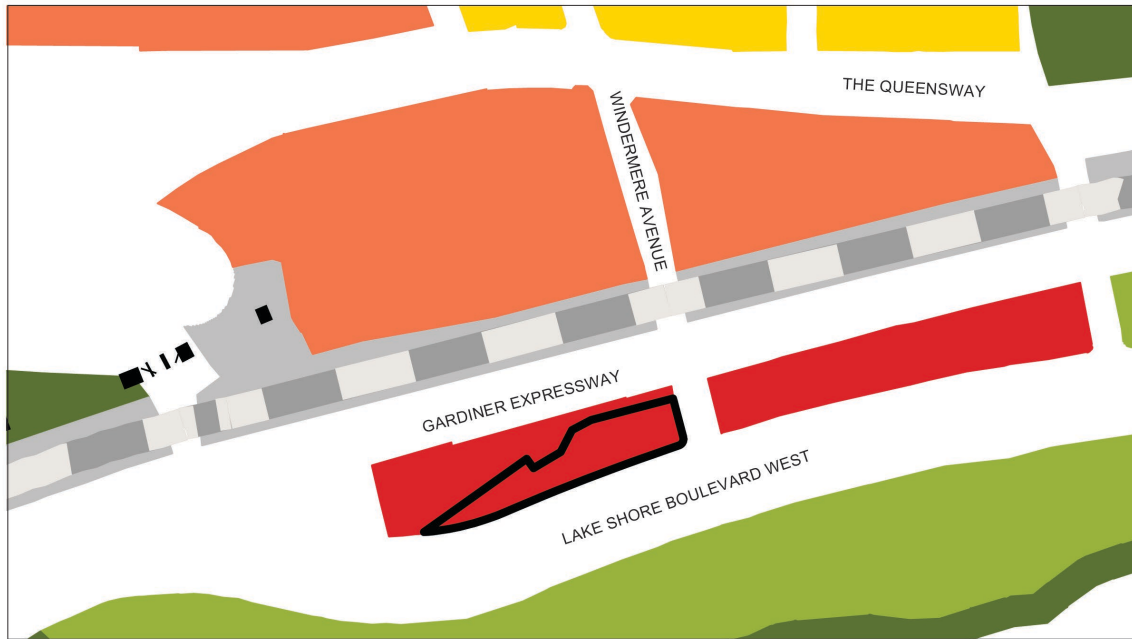 THE QUEENSWAY
WINDERMERE AVENUE
GARDINER EXPRESSWAY
LAKE SHORE BOULEVARD WEST